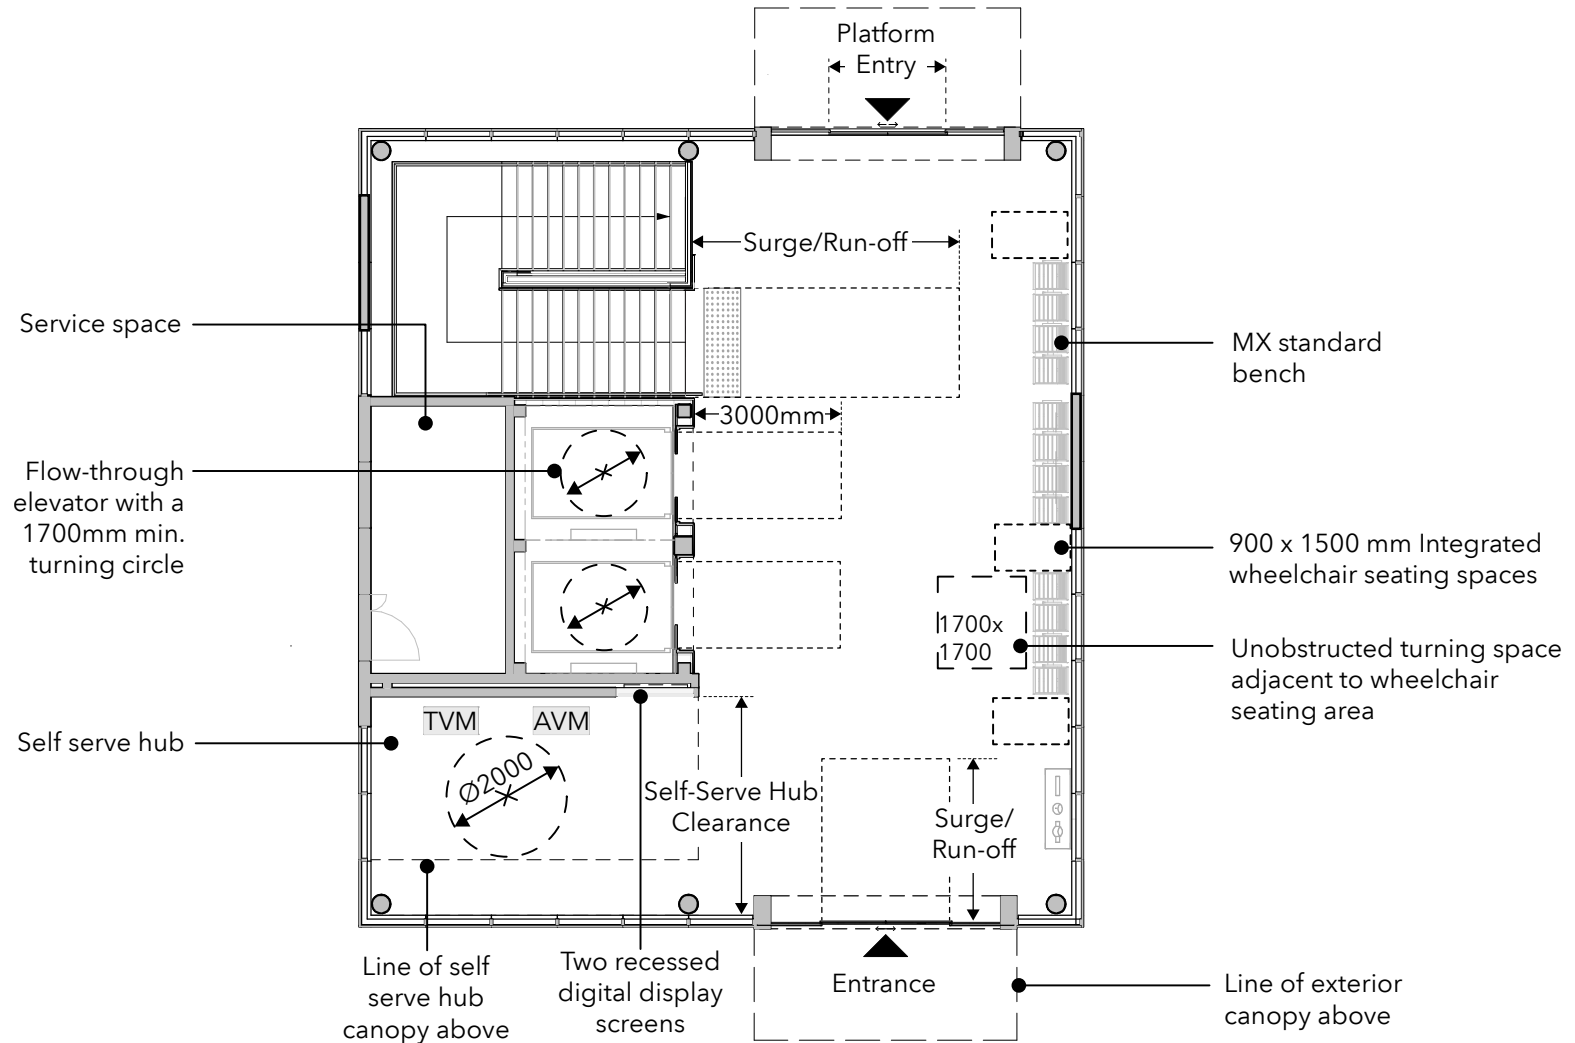 Platform
Entry
Surge/Run-off
Service space
MX standard
bench
3000mm
Flow-through
elevator with a
1700mm min.
turning circle
900 x 1500 mm Integrated
wheelchair seating spaces
1700x
1700
Unobstructed turning space
adjacent to wheelchair
seating area
TVM
AVM
Self serve hub
Ø2000
Self-Serve Hub
Clearance
Surge/
Run-off
Line of self
serve hub
canopy above
Two recessed
digital display
screens
Entrance
Line of exterior
canopy above